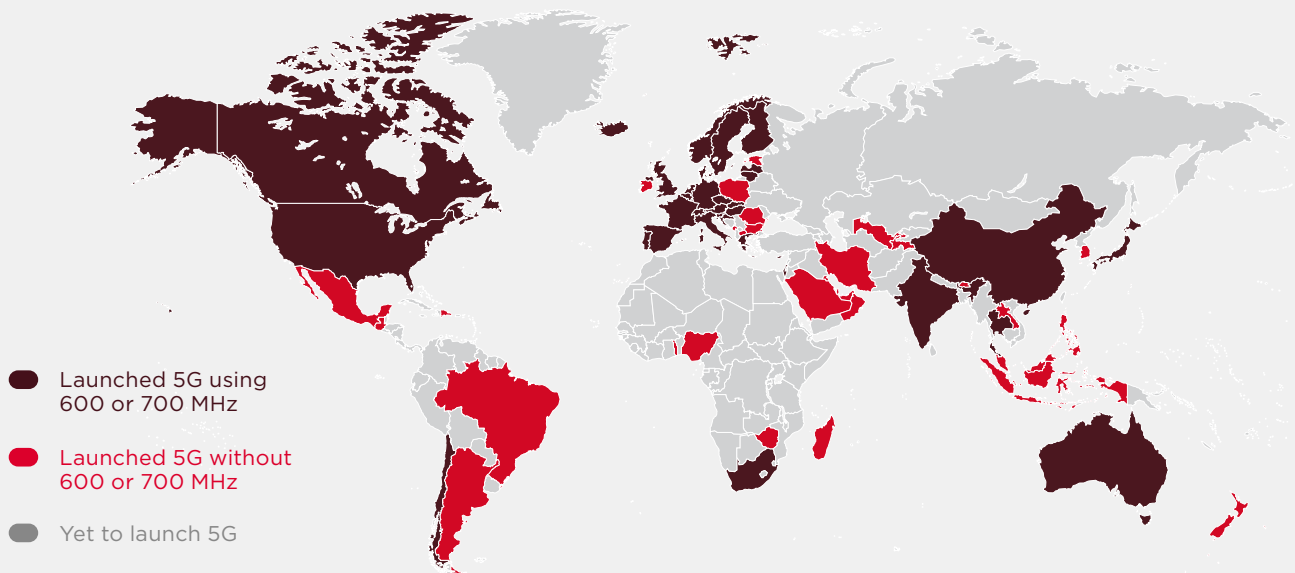 Launched 5G using
600 or 700 MHz
Launched 5G without
600 or 700 MHz
Yet to launch 5G